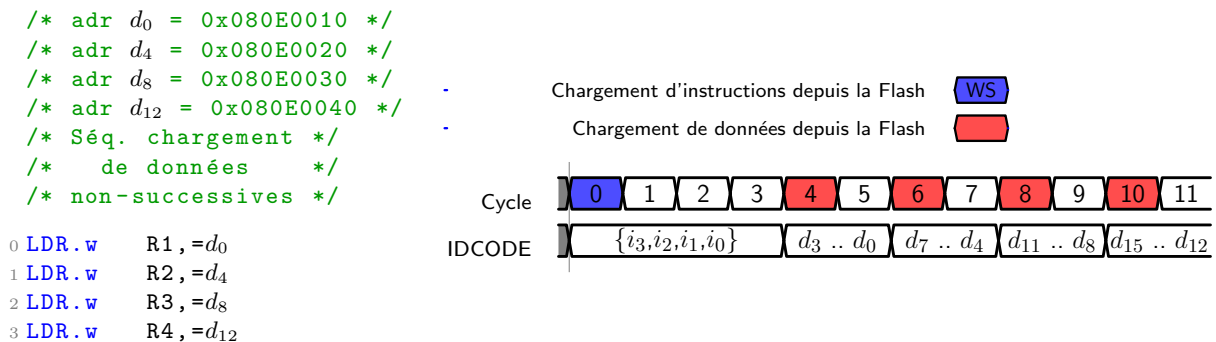 /* adr d0 = 0x080E0010 */
/* adr d4 = 0x080E0020 */
/* adr d8 = 0x080E0030 */
/* adr d12 = 0x080E0040 */
/* Séq. chargement */
/* de données */
/* non-successives */
0 LDR.w R1,=d0
1 LDR.w R2,=d4
2 LDR.w R3,=d8
3 LDR.w R4,=d12
- Chargement d'instructions depuis la Flash WS
- Chargement de données depuis la Flash
Cycle 0 1 2 3 4 5 6 7 8 9 10 11
IDCODE {i3,i2,i1,i0} d3 .. d0 d7 .. d4 d11 .. d8 d15 .. d12